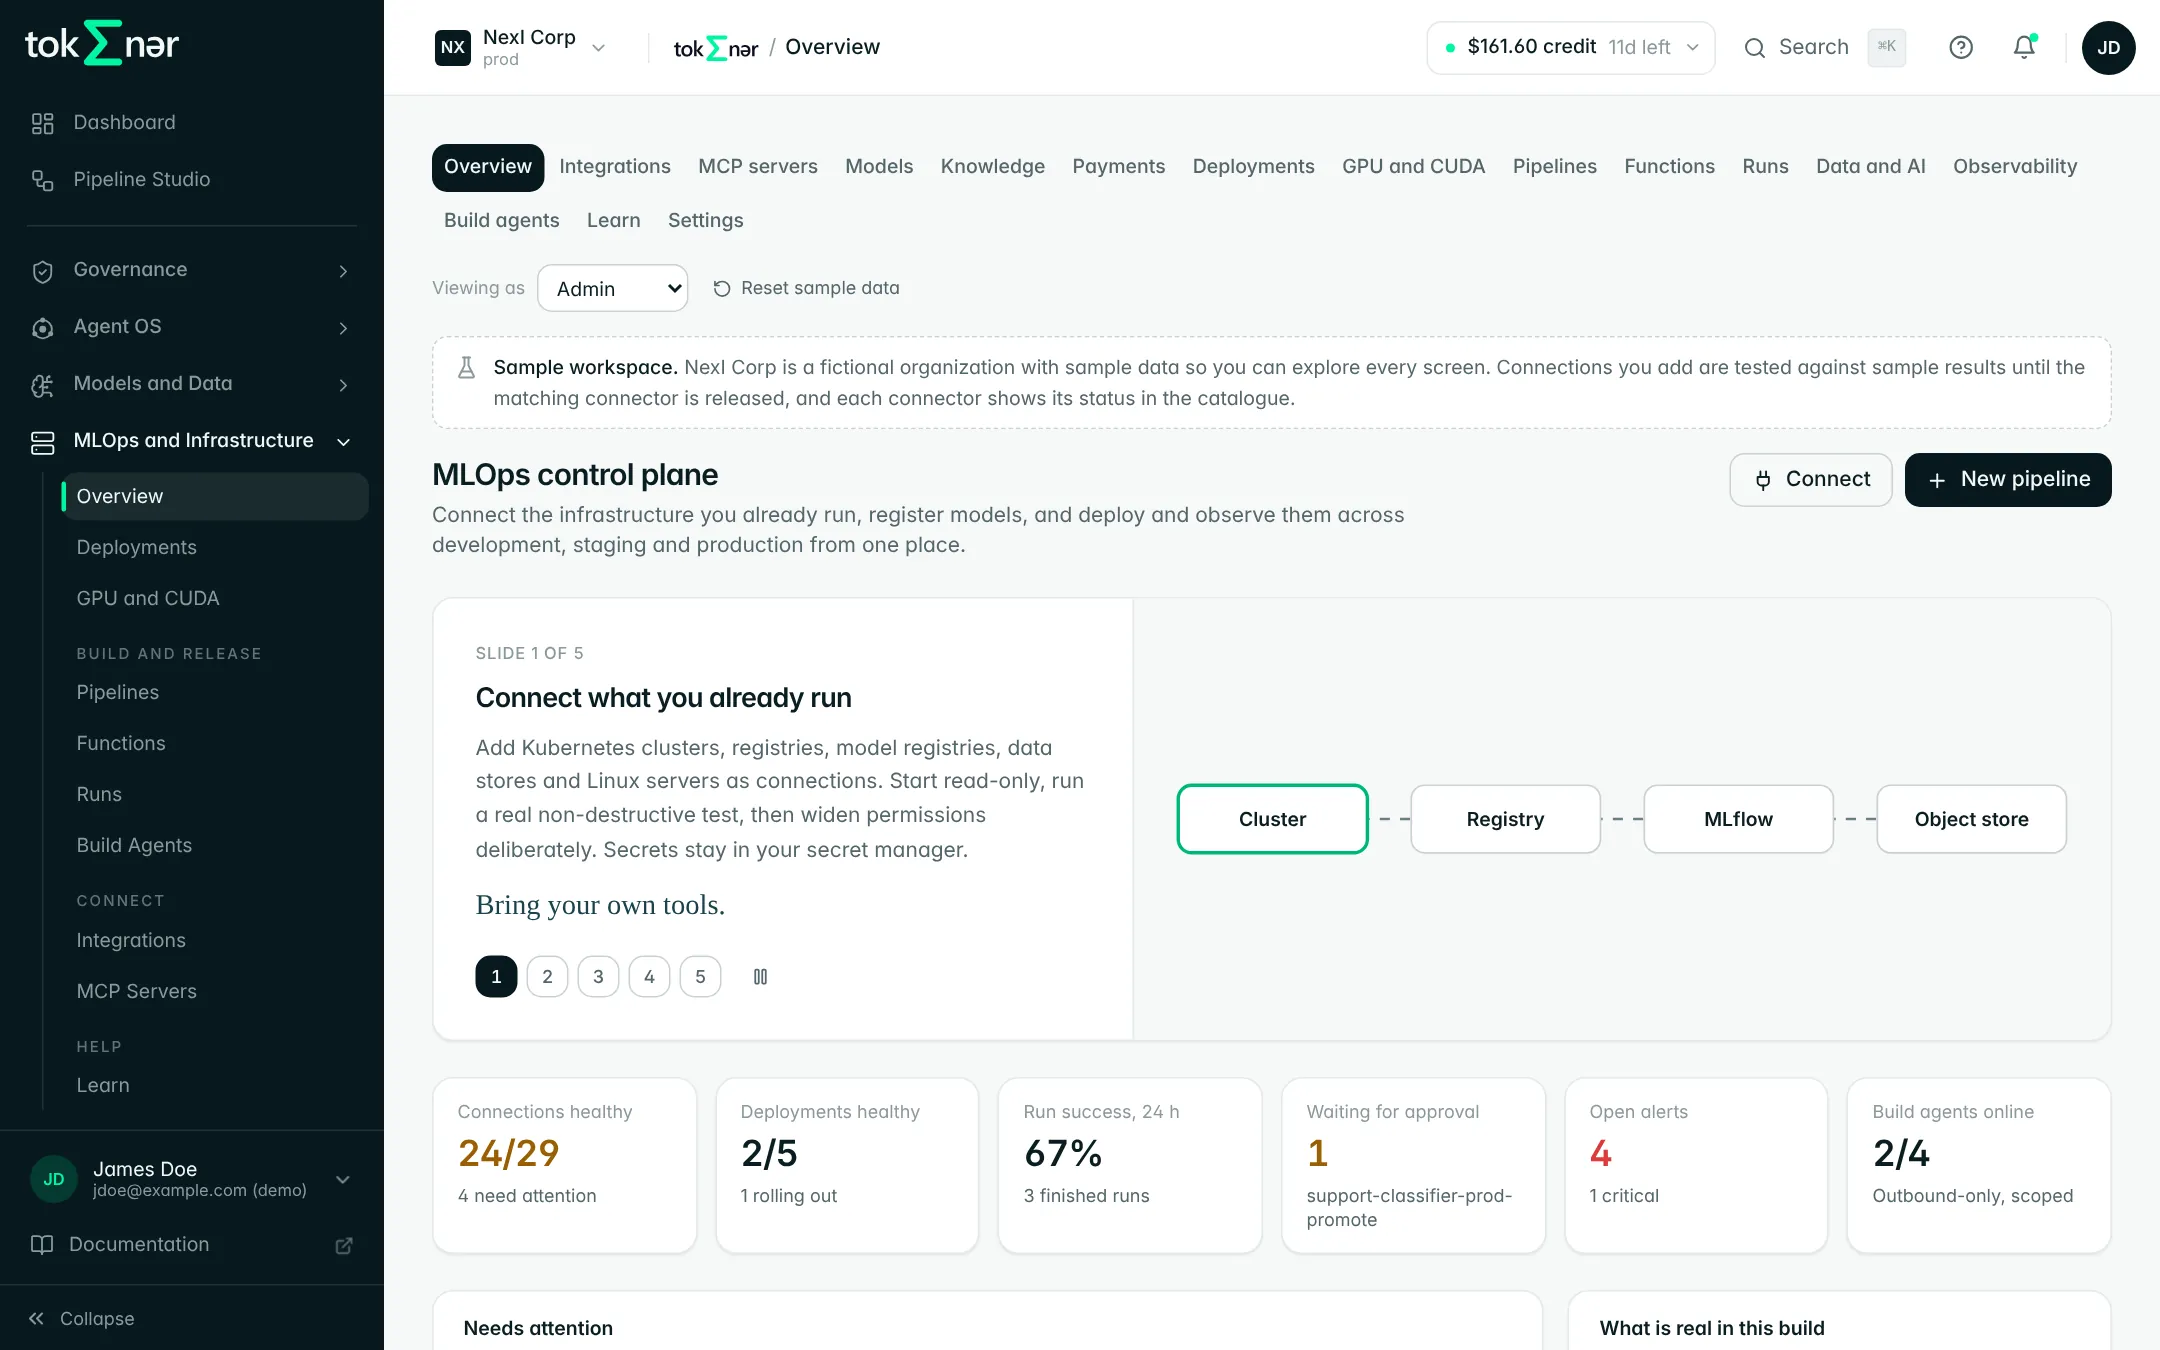 tokΣnər
Dashboard
Pipeline Studio
Governance
Agent OS
Models and Data
MLOps and Infrastructure
Overview
Deployments
GPU and CUDA
BUILD AND RELEASE
Pipelines
Functions
Runs
Build Agents
CONNECT
Integrations
MCP Servers
HELP
Learn
JD
James Doe
jdoe@example.com (demo)
Documentation
Collapse
NX
Nexl Corp
prod
tokΣnər / Overview
$161.60 credit 11d left
Search ⌘K
JD
Overview Integrations MCP servers Models Knowledge Payments Deployments GPU and CUDA Pipelines Functions Runs Data and AI Observability
Build agents Learn Settings
Viewing as Admin Reset sample data
Sample workspace. Nexl Corp is a fictional organization with sample data so you can explore every screen. Connections you add are tested against sample results until the
matching connector is released, and each connector shows its status in the catalogue.
MLOps control plane
Connect the infrastructure you already run, register models, and deploy and observe them across
development, staging and production from one place.
Connect
New pipeline
SLIDE 1 OF 5
Connect what you already run
Add Kubernetes clusters, registries, model registries, data
stores and Linux servers as connections. Start read-only, run
a real non-destructive test, then widen permissions
deliberately. Secrets stay in your secret manager.
Bring your own tools.
1 2 3 4 5
Cluster Registry MLflow Object store
Connections healthy
24/29
4 need attention
Deployments healthy
2/5
1 rolling out
Run success, 24 h
67%
3 finished runs
Waiting for approval
1
support-classifier-prod-
promote
Open alerts
4
1 critical
Build agents online
2/4
Outbound-only, scoped
Needs attention
What is real in this build